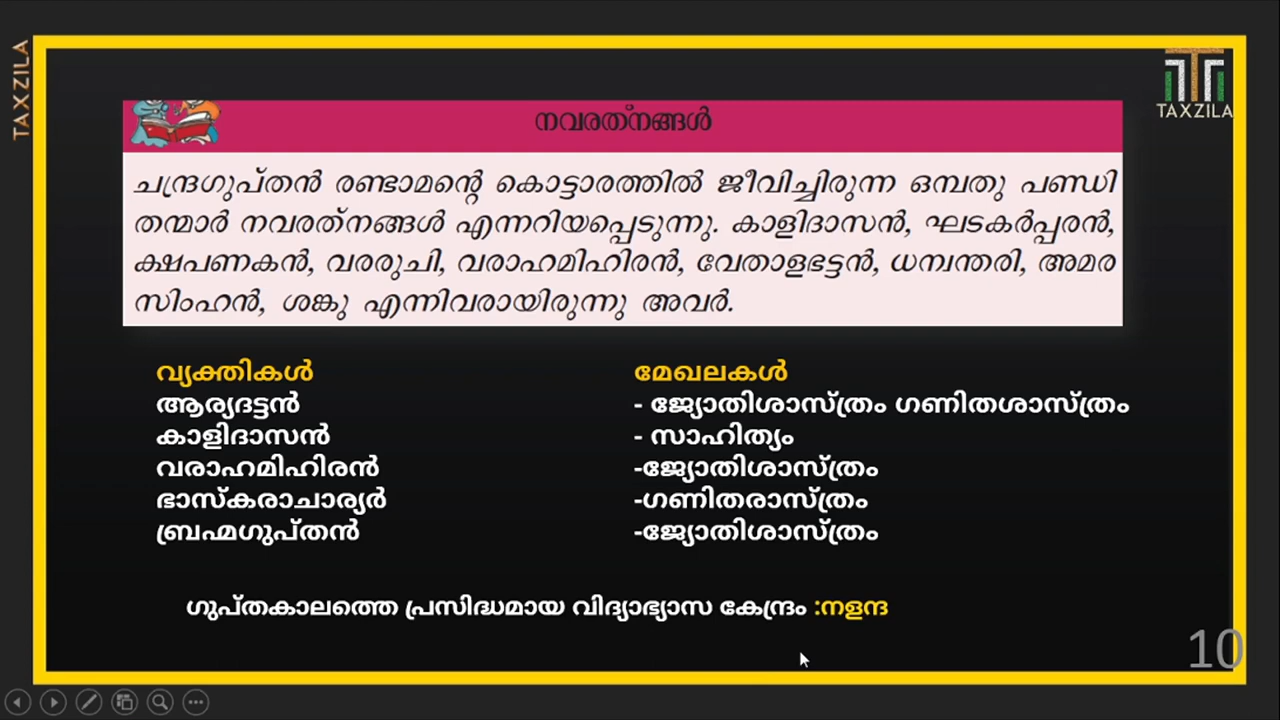 TAXZILA
TAXZILA
നവരത്നങ്ങൾ
ചന്ദ്രഗുപ്തൻ രണ്ടാമന്റെ കൊട്ടാരത്തിൽ ജീവിച്ചിരുന്ന ഒമ്പതു പണ്ഡി
തന്മാർ നവരത്നങ്ങൾ എന്നറിയപ്പെടുന്നു. കാളിദാസൻ, ഘടകർപ്പരൻ,
ക്ഷപണകൻ, വരരുചി, വരാഹമിഹിരൻ, വേതാളഭട്ടൻ, ധന്വന്തരി, അമര
സിംഹൻ, ശങ്കു എന്നിവരായിരുന്നു അവർ.
വ്യക്തികൾ മേഖലകൾ
ആര്യദട്ടൻ - ജ്യോതിശാസ്ത്രം ഗണിതശാസ്ത്രം
കാളിദാസൻ - സാഹിത്യം
വരാഹമിഹിരൻ -ജ്യോതിശാസ്ത്രം
ഭാസ്കരാചാര്യർ -ഗണിതരാസ്ത്രം
ബ്രഹ്മഗുപ്തൻ -ജ്യോതിശാസ്ത്രം
ഗുപ്തകാലത്തെ പ്രസിദ്ധമായ വിദ്യാഭ്യാസ കേന്ദ്രം :നളന്ദ
10